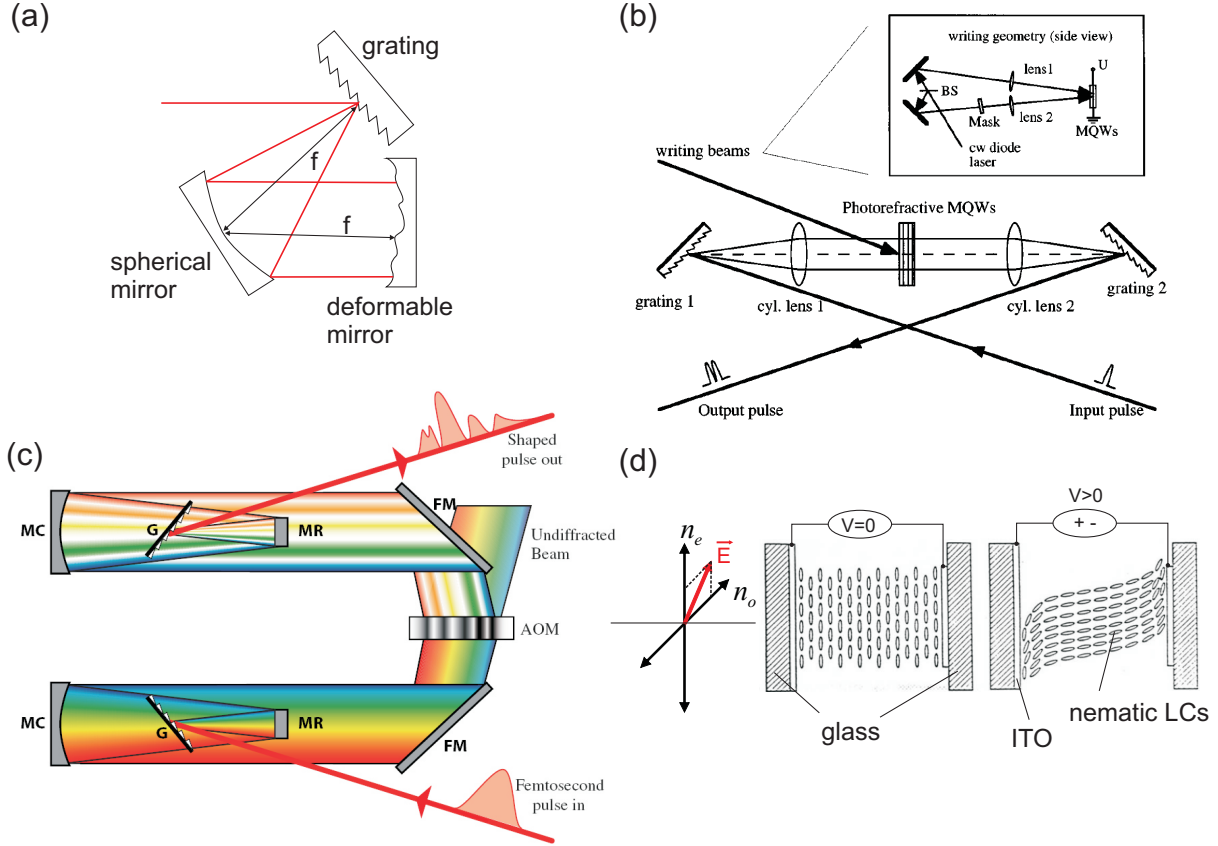 (a)
grating
f
f
spherical
mirror
deformable
mirror
(b)
writing geometry (side view)
lens1
U
BS
Mask
lens 2
MQWs
cw diode
laser
writing beams
Photorefractive MQWs
grating 1
cyl. lens 1
cyl. lens 2
grating 2
Output pulse
Input pulse
(c)
Shaped
pulse out
MC
G
MR
FM
Undiffracted
Beam
AOM
MC
G
MR
FM
Femtosecond
pulse in
(d)
n_e
E
n_o
V=0
V>0
+ -
glass
ITO
nematic LCs